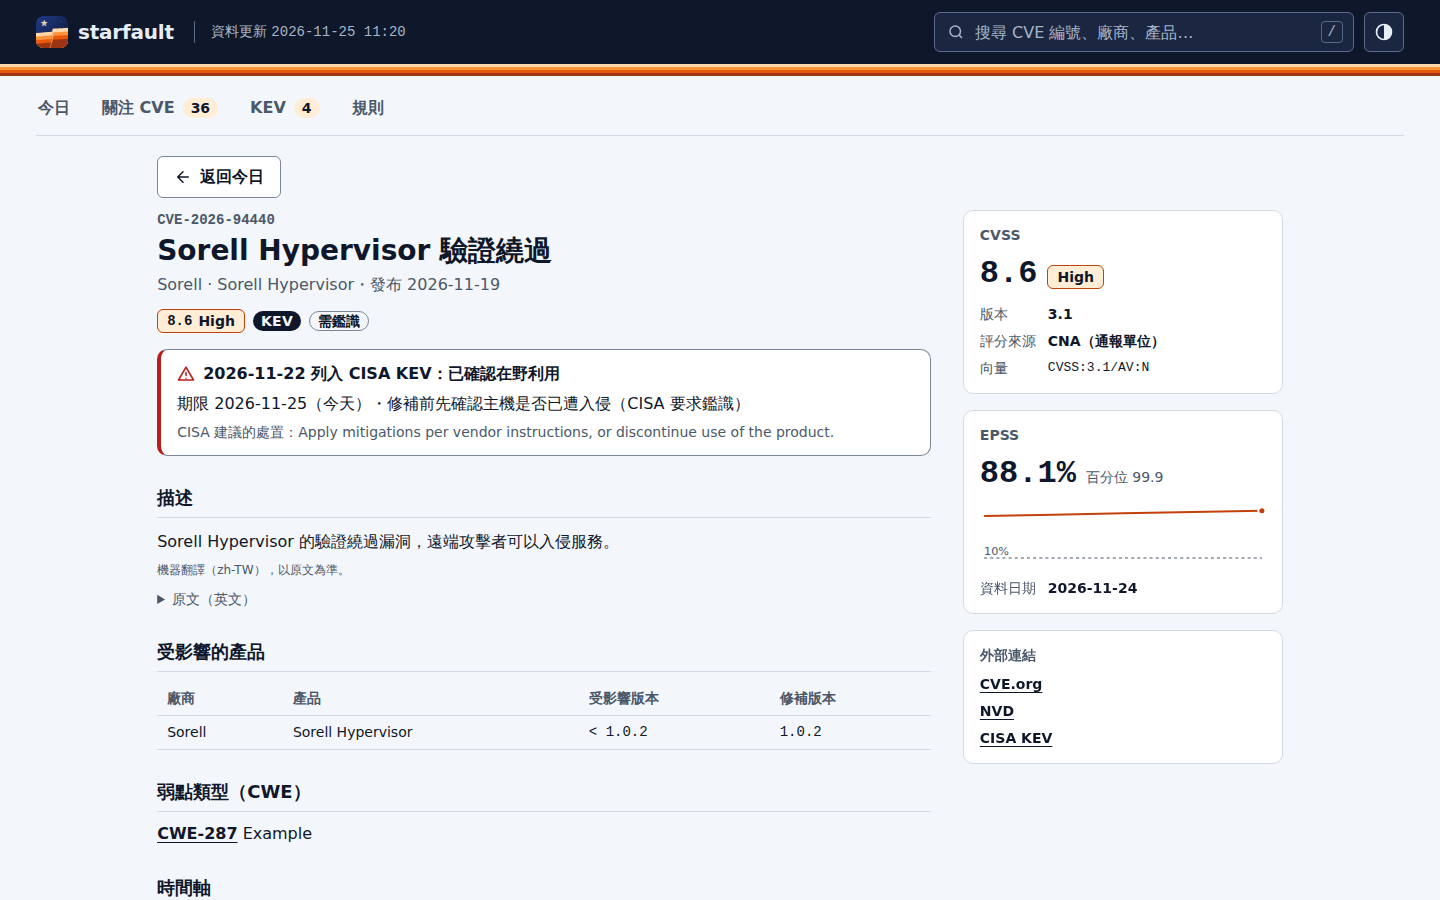 starfault
資料更新 2026-11-25 11:20
搜尋 CVE 編號、廠商、產品…
/
今日
關注 CVE 36
KEV 4
規則
← 返回今日
CVE-2026-94440
Sorell Hypervisor 驗證繞過
Sorell · Sorell Hypervisor · 發布 2026-11-19
8.6 High
KEV
需鑑識
2026-11-22 列入 CISA KEV：已確認在野利用
期限 2026-11-25（今天）・修補前先確認主機是否已遭入侵（CISA 要求鑑識）
CISA 建議的處置：Apply mitigations per vendor instructions, or discontinue use of the product.
描述
Sorell Hypervisor 的驗證繞過漏洞，遠端攻擊者可以入侵服務。
機器翻譯（zh-TW），以原文為準。
▶ 原文（英文）
受影響的產品
廠商 產品 受影響版本 修補版本
Sorell Sorell Hypervisor < 1.0.2 1.0.2
弱點類型（CWE）
CWE-287 Example
時間軸
CVSS
8.6 High
版本 3.1
評分來源 CNA（通報單位）
向量 CVSS:3.1/AV:N
EPSS
88.1% 百分位 99.9
10%
資料日期 2026-11-24
外部連結
CVE.org
NVD
CISA KEV